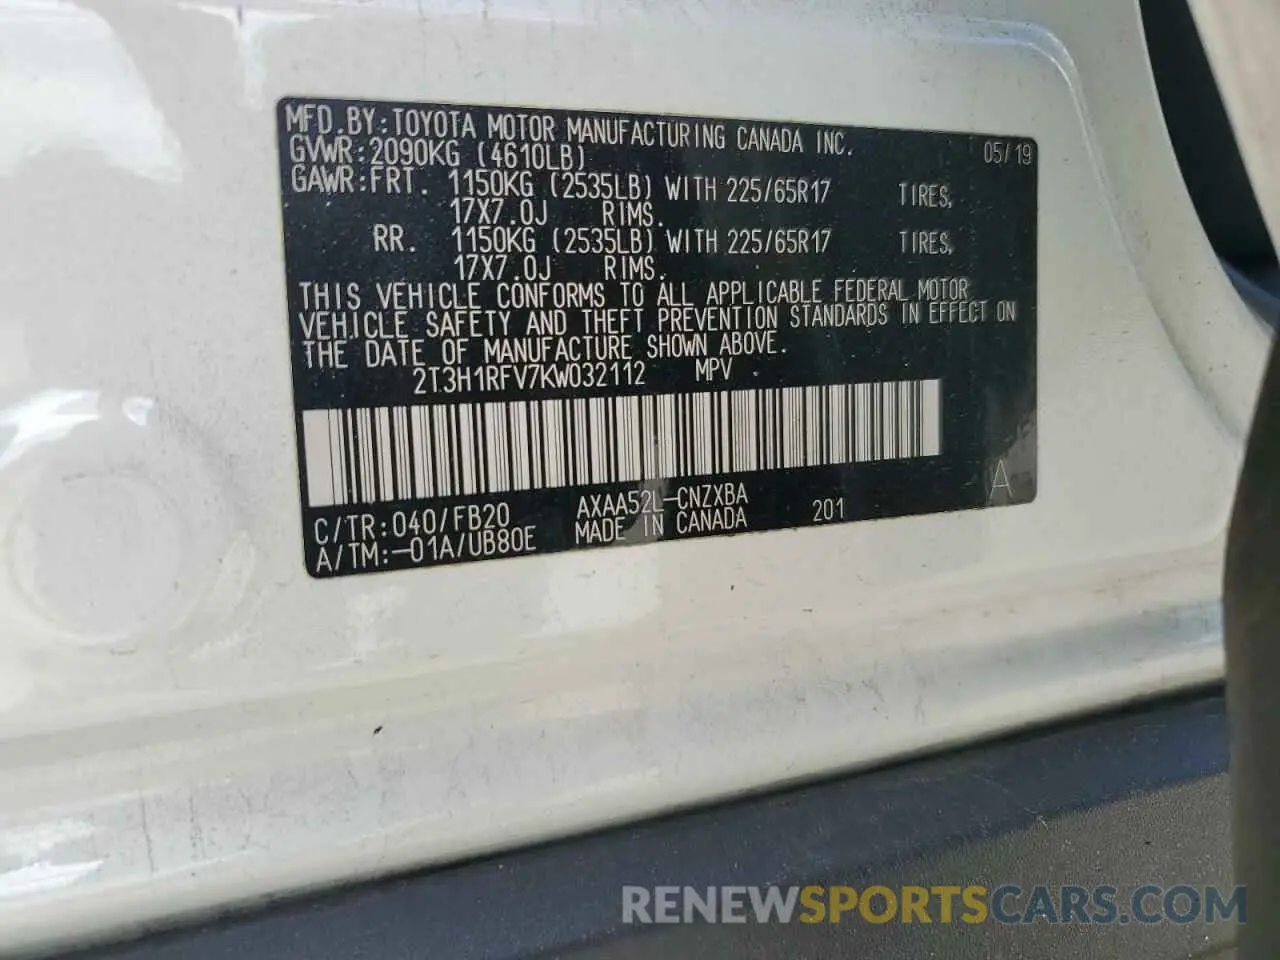 MFD.BY:TOYOTA MOTOR MANUFACTURING CANADA INC. 05/19
GVWR:2090KG (4610LB)
GAWR:FRT. 1150KG (2535LB) WITH 225/65R17 TIRES,
17X7.0J RIMS.
RR. 1150KG (2535LB) WITH 225/65R17 TIRES,
17X7.0J RIMS.
THIS VEHICLE CONFORMS TO ALL APPLICABLE FEDERAL MOTOR
VEHICLE SAFETY AND THEFT PREVENTION STANDARDS IN EFFECT ON
THE DATE OF MANUFACTURE SHOWN ABOVE.
2T3H1RFV7KW032112 MPV
C/TR:040/FB20 AXAA52L-CNZXBA A
A/TM:-01A/UB80E MADE IN CANADA 201
RENEWSPORTSCARS.COM